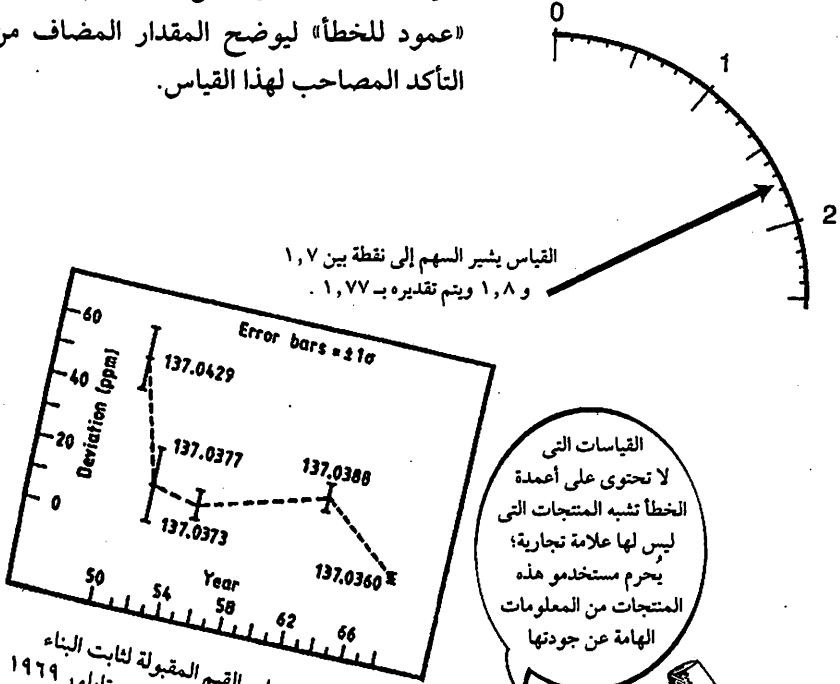 «عمود للخطأ» ليوضح المقدار المضاف من
التأكد المصاحب لهذا القياس.
0
1
2
القياس يشير السهم إلى نقطة بين ١,٧
و ١,٨ ويتم تقديره بـ ١,٧٧ .
Error bars = ±1σ
Deviation (ppm)
60
40
20
0
137.0429
137.0377
137.0373
137.0388
137.0360
Year
50
54
58
62
66
القيم المقبولة لثابت البناء
١٩٦٩
القياسات التى
لا تحتوى على أعمدة
الخطأ تشبه المنتجات التى
ليس لها علامة تجارية؛
يُحرم مستخدمو هذه
المنتجات من المعلومات
الهامة عن جودتها